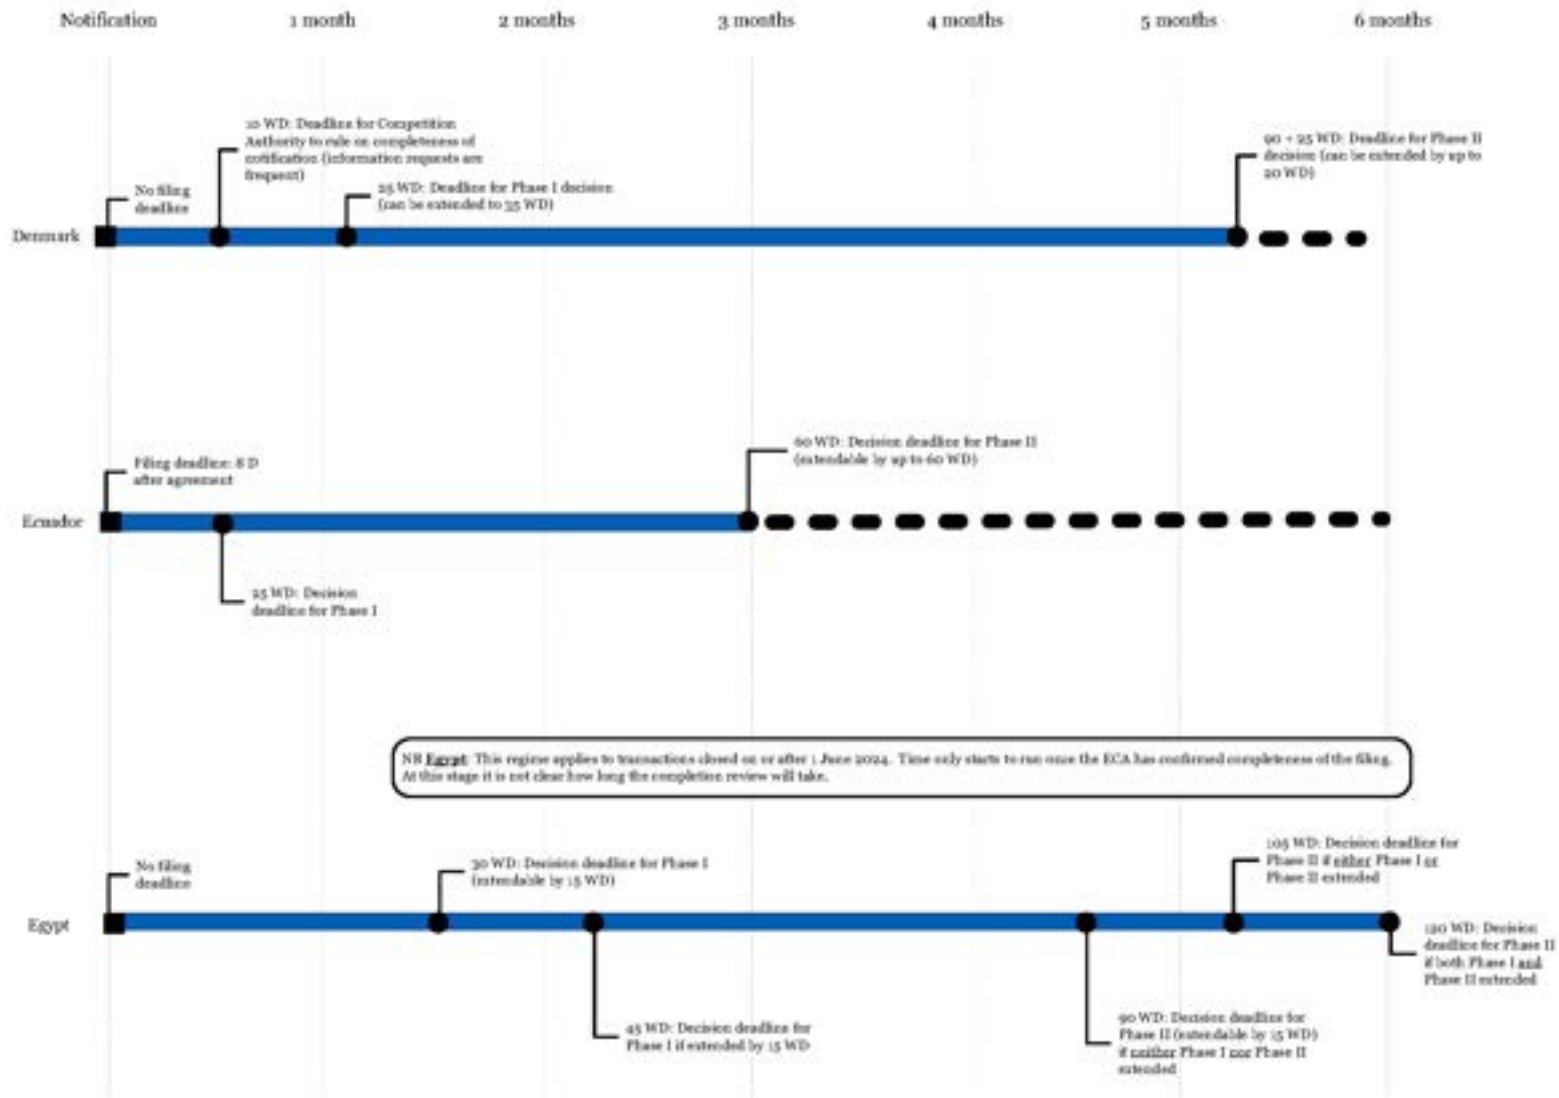 Notification 1 month 2 months 3 months 4 months 5 months 6 months
10 WD: Deadline for Competition
Authority to rule on completeness of
notification (information requests are
frequent)
No filing
deadline
25 WD: Deadline for Phase I decision
(can be extended to 35 WD)
90 + 25 WD: Deadline for Phase II
decision (can be extended by up to
20 WD)
Denmark
Filing deadline: 8 D
after agreement
60 WD: Decision deadline for Phase II
(extendable by up to 60 WD)
Ecuador
25 WD: Decision
deadline for Phase I
NB Egypt: This regime applies to transactions closed on or after 1 June 2024. Time only starts to run once the ECA has confirmed completeness of the filing.
At this stage it is not clear how long the completion review will take.
No filing
deadline
30 WD: Decision deadline for Phase I
(extendable by 15 WD)
105 WD: Decision deadline for
Phase II if either Phase I or
Phase II extended
Egypt
120 WD: Decision
deadline for Phase II
if both Phase I and
Phase II extended
45 WD: Decision deadline for
Phase I if extended by 15 WD
90 WD: Decision deadline for
Phase II (extendable by 15 WD)
if neither Phase I nor Phase II
extended